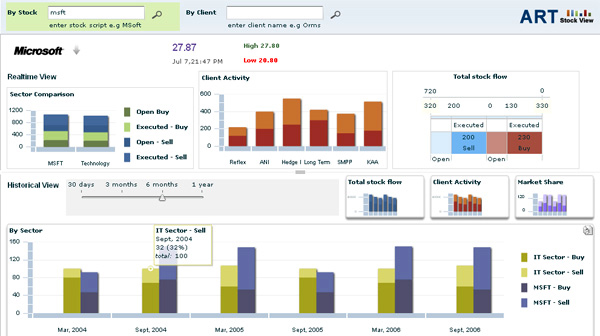 By Stock msft By Client
enter stock script e.g MSoft enter client name e.g Orms
ART Stock View
Microsoft 27.87 High 27.80
Jul 7,21:47 PM Low 20.80
Realtime View
Sector Comparison
1200
800
400
0
MSFT Technology
Open Buy
Executed - Buy
Open - Sell
Executed - Sell
Client Activity
600
400
200
0
Reflex ANI Hedge I Long Term SMPP KAA
Total stock flow
720 330
320 200 0 130 0
Executed Executed
200 230
Sell Buy
Open Open
Historical View 30 days 3 months 6 months 1 year
Total stock flow Client Activity Market Share
120
0
By Sector
160
120
80
40
0
IT Sector - Sell
Sept, 2004
32 (32%)
total: 100
Mar, 2004 Sept, 2004 Mar, 2005 Sept, 2005 Mar, 2006 Sept, 2006
IT Sector - Buy
IT Sector - Sell
MSFT - Buy
MSFT - Sell